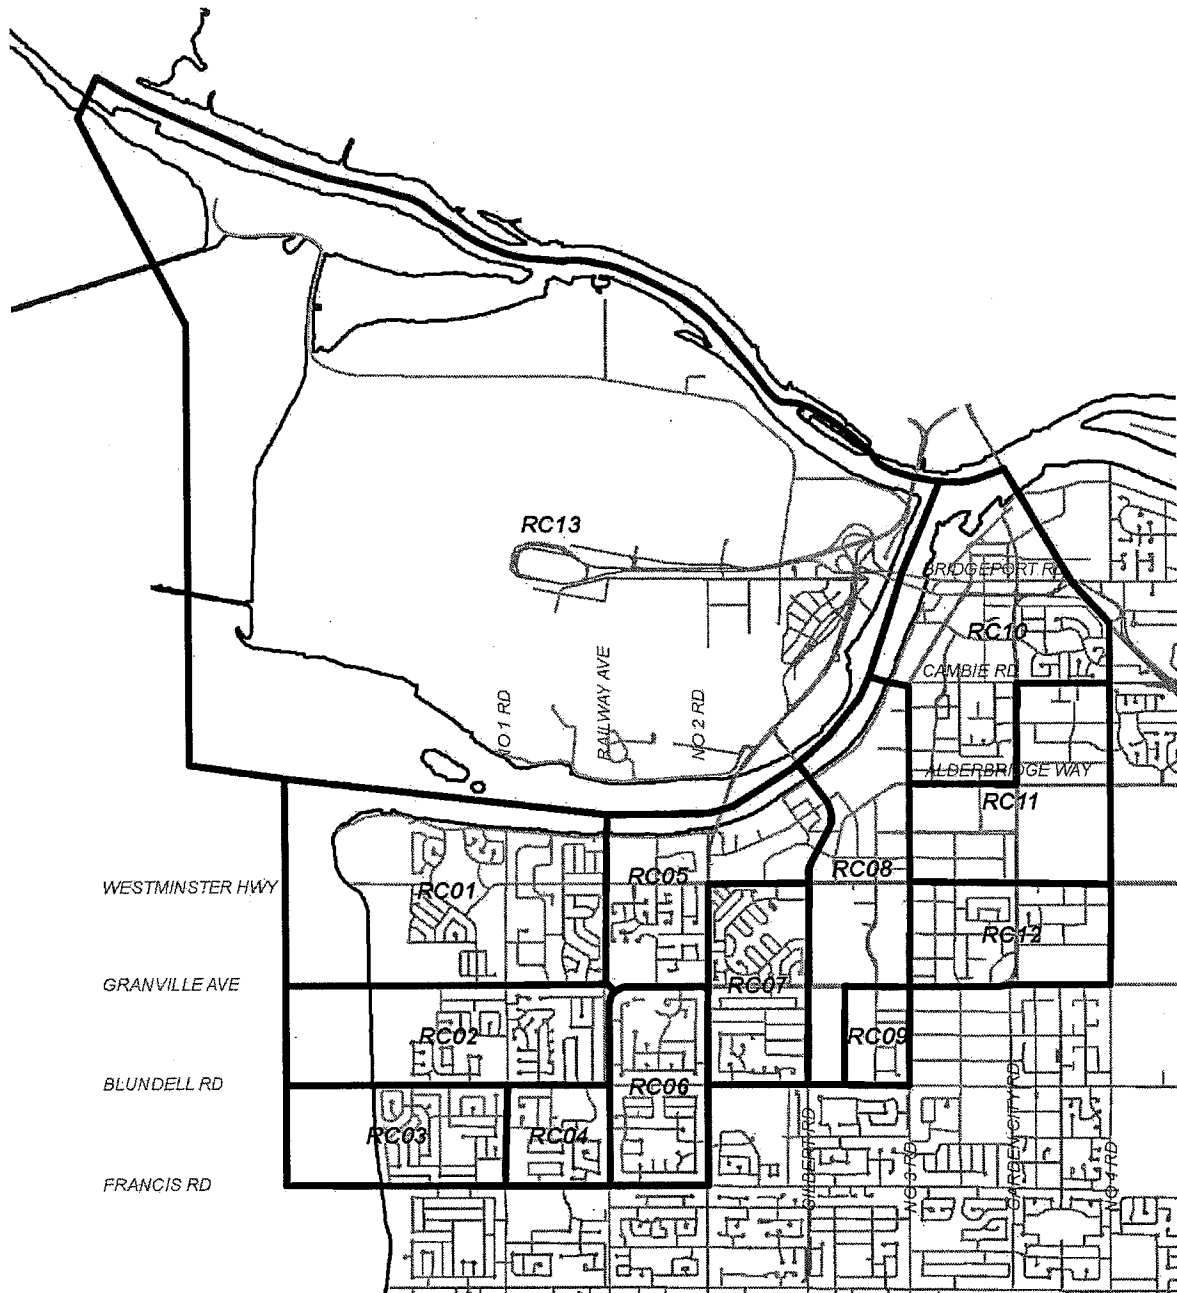 RC13
BRIDGEPORT RD
RC10
CAMBIE RD
NO 1 RD
RAILWAY AVE
NO 2 RD
ALDERBRIDGE WAY
RC11
RC05
RC08
WESTMINSTER HWY
RC01
RC12
GRANVILLE AVE
RC07
RC02
RC09
BLUNDELL RD
RC06
RC03
RC04
GILBERT RD
NO 3 RD
GARDEN CITY RD
NO 4 RD
FRANCIS RD